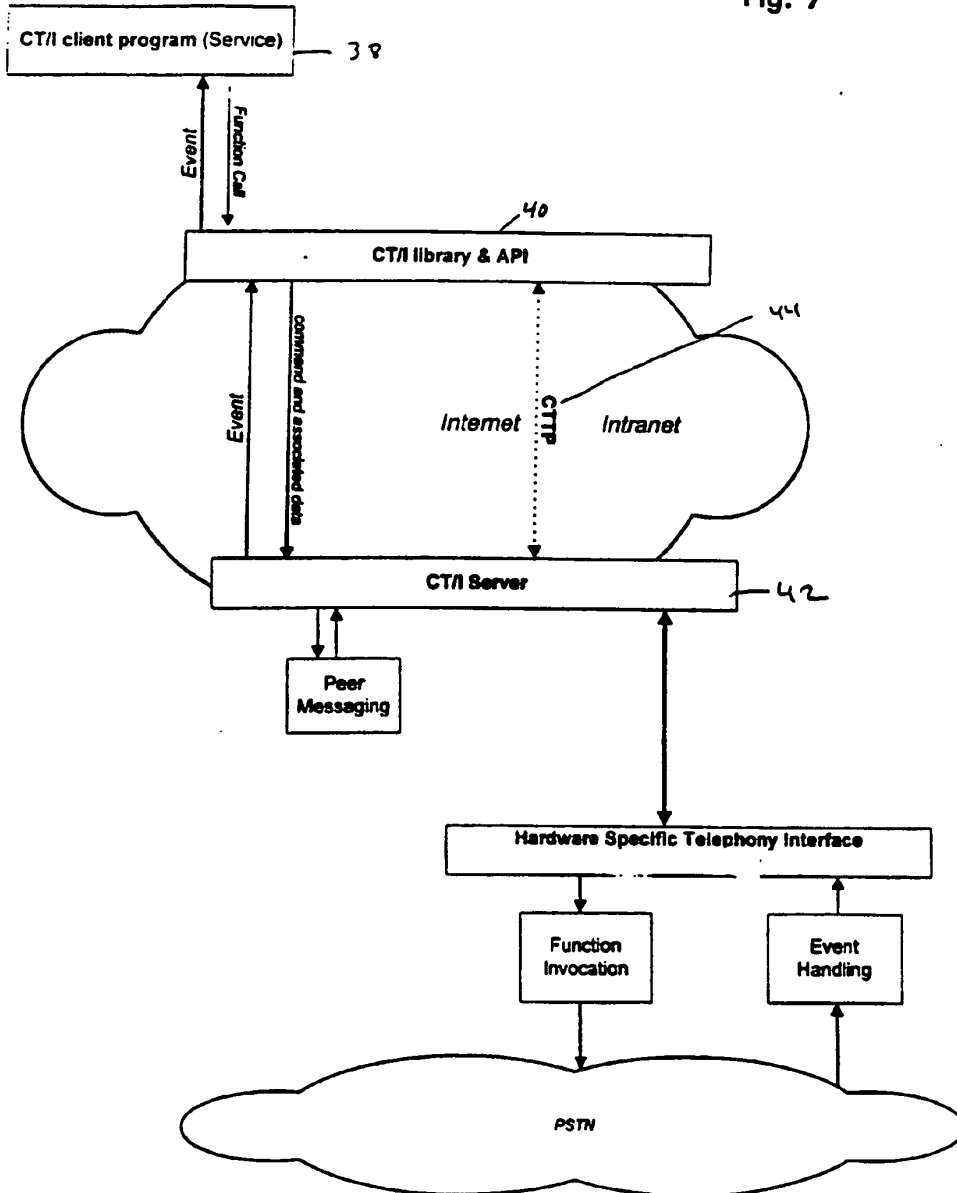 Fig. 7
CT/I client program (Service)
38
Event
Function Call
40
CT/I library & API
44
Event
command and associated data
Internet
CTTP
Intranet
CT/I Server
42
Peer
Messaging
Hardware Specific Telephony Interface
Function
Invocation
Event
Handling
PSTN